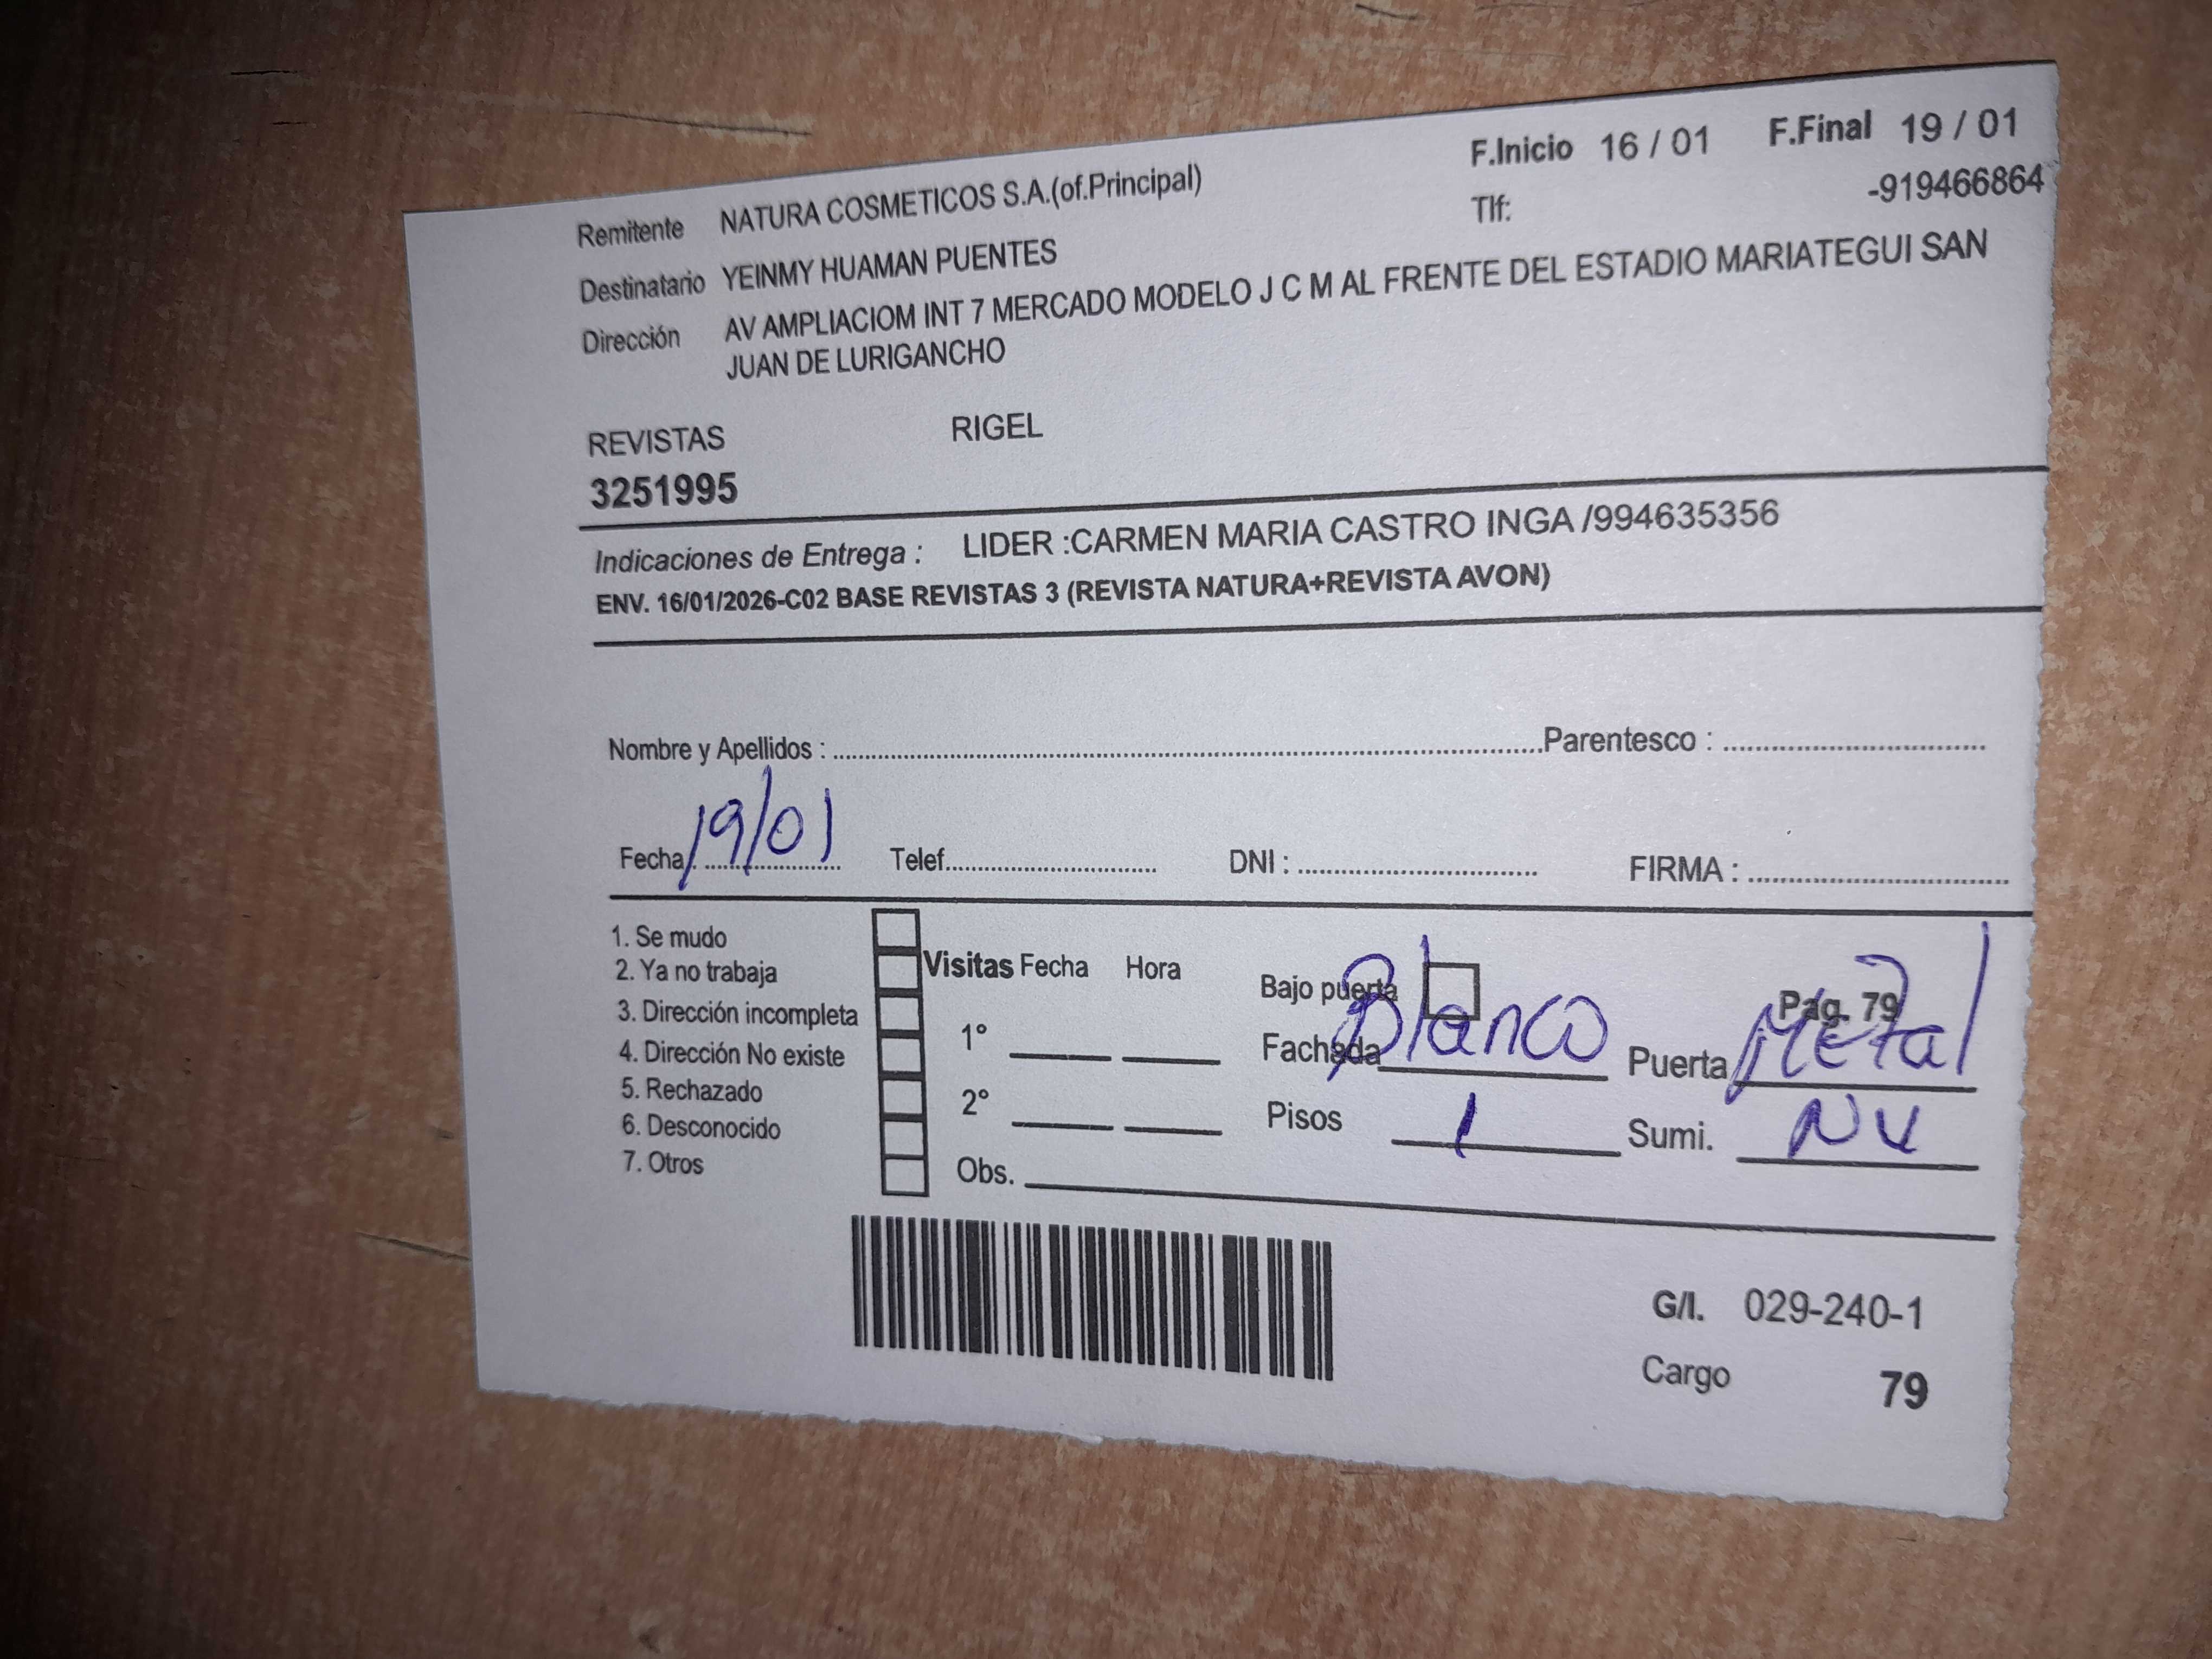 F.Inicio 16 / 01 F.Final 19 / 01
Remitente NATURA COSMETICOS S.A.(of.Principal) Tlf: -919466864
Destinatario YEINMY HUAMAN PUENTES
Dirección AV AMPLIACIOM INT 7 MERCADO MODELO J C M AL FRENTE DEL ESTADIO MARIATEGUI SAN
JUAN DE LURIGANCHO
REVISTAS RIGEL
3251995
Indicaciones de Entrega : LIDER :CARMEN MARIA CASTRO INGA /994635356
ENV. 16/01/2026-C02 BASE REVISTAS 3 (REVISTA NATURA+REVISTA AVON)
Nombre y Apellidos : Parentesco :
Fecha 19/01 Telef. DNI : FIRMA :
1. Se mudo
2. Ya no trabaja
3. Dirección incompleta
4. Dirección No existe
5. Rechazado
6. Desconocido
7. Otros
Visitas Fecha Hora
1°
2°
Obs.
Bajo puerta Pag. 79
Fachada Blanco Puerta Metal
Pisos 1 Sumi. NV
G/I. 029-240-1
Cargo 79